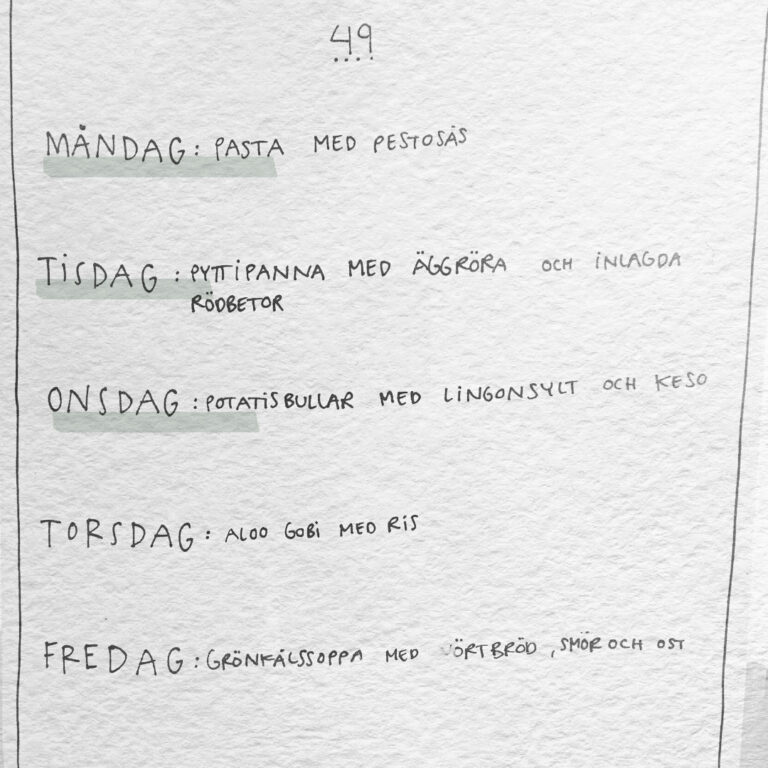 49
MÅNDAG: PASTA MED PESTOSÅS
TISDAG: PYTTIPANNA MED ÄGGRÖRA OCH INLAGDA
RÖDBETOR
ONSDAG: POTATISBULLAR MED LINGONSYLT OCH KESO
TORSDAG: ALOO GOBI MED RIS
FREDAG: GRÖNKÅLSSOPPA MED VÖRTBRÖD, SMÖR OCH OST